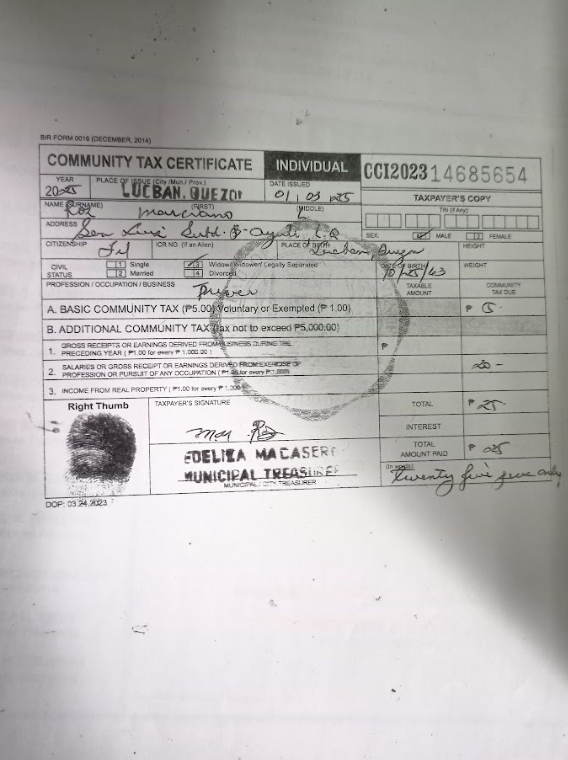 BIR FORM 0016 (DECEMBER, 2014)
COMMUNITY TAX CERTIFICATE INDIVIDUAL CCI2023 14685654
YEAR PLACE OF ISSUE (City /Mun./ Prov.) DATE ISSUED TAXPAYER'S COPY
2025 LUCBAN, QUEZON 01, 03 2025
NAME (SURNAME) (FIRST) (MIDDLE) TIN (If Any)
Marciano
ADDRESS San Luis Subd. SEX MALE FEMALE
CITIZENSHIP Fil ICR NO. (If an Alien) PLACE OF BIRTH Lucban, Quezon HEIGHT
CIVIL STATUS 1 Single 3 Widow/Widower/ Legally Separated DATE OF BIRTH WEIGHT
2 Married 4 Divorced 10/25/43
PROFESSION / OCCUPATION / BUSINESS Driver TAXABLE AMOUNT COMMUNITY TAX DUE
A. BASIC COMMUNITY TAX (₱5.00) Voluntary or Exempted (₱ 1.00) ₱ 5-
B. ADDITIONAL COMMUNITY TAX (tax not to exceed ₱5,000.00)
1. GROSS RECEIPTS OR EARNINGS DERIVED FROM BUSINESS DURING THE PRECEDING YEAR (₱1.00 for every ₱ 1,000.00) ₱
2. SALARIES OR GROSS RECEIPT OR EARNINGS DERIVED FROM EXERCISE OF PROFESSION OR PURSUIT OF ANY OCCUPATION (₱1.00 for every ₱1,000) 20-
3. INCOME FROM REAL PROPERTY (₱1.00 for every ₱1,000)
Right Thumb TAXPAYER'S SIGNATURE TOTAL ₱ 25-
INTEREST
EDELIZA MACASERO TOTAL AMOUNT PAID ₱ 025
MUNICIPAL TREASURER (in words)
MUNICIPAL / CITY TREASURER twenty five only
DOP: 03.24.2023